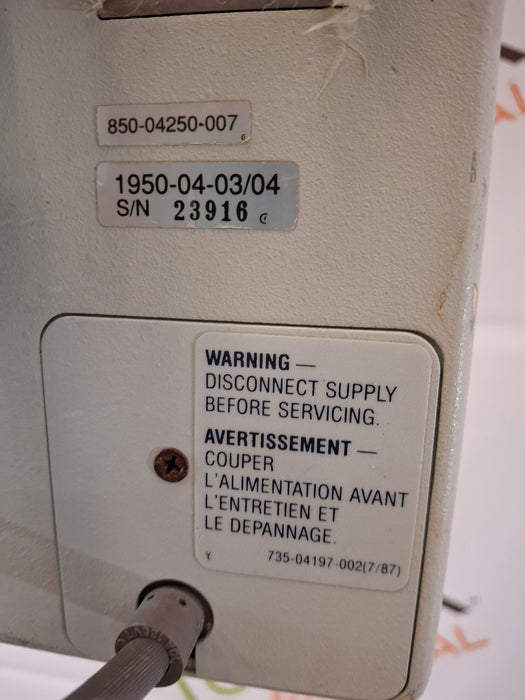 850-04250-007
1950-04-03/04
S/N 23916
WARNING —
DISCONNECT SUPPLY
BEFORE SERVICING.
AVERTISSEMENT —
COUPER
L'ALIMENTATION AVANT
L'ENTRETIEN ET
LE DEPANNAGE.
735-04197-002(7/87)